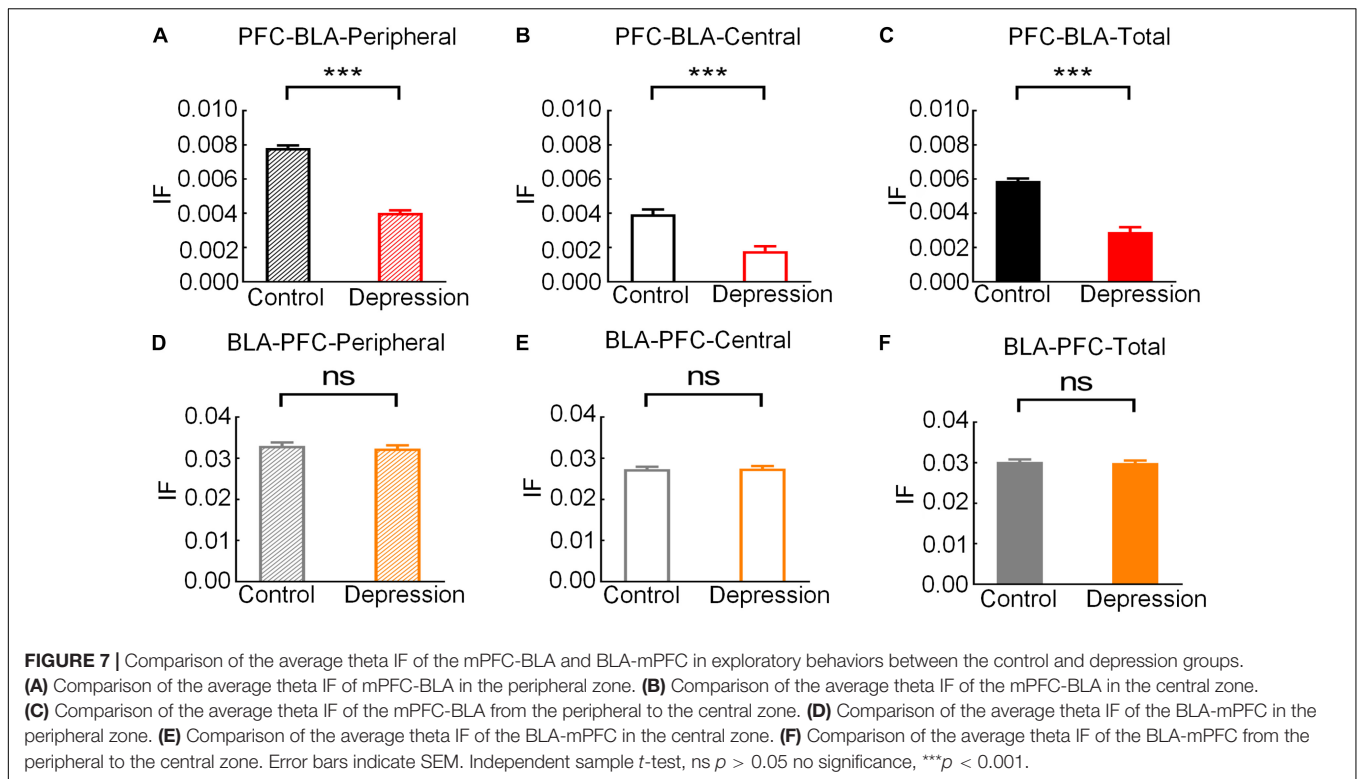 A PFC-BLA-Peripheral
***
0.010
0.008
0.006
0.004
0.002
0.000
IF
Control Depression
B PFC-BLA-Central
***
0.010
0.008
0.006
0.004
0.002
0.000
IF
Control Depression
C PFC-BLA-Total
***
0.010
0.008
0.006
0.004
0.002
0.000
IF
Control Depression
D BLA-PFC-Peripheral
ns
0.04
0.03
0.02
0.01
0.00
IF
Control Depression
E BLA-PFC-Central
ns
0.04
0.03
0.02
0.01
0.00
IF
Control Depression
F BLA-PFC-Total
ns
0.04
0.03
0.02
0.01
0.00
IF
Control Depression
FIGURE 7 | Comparison of the average theta IF of the mPFC-BLA and BLA-mPFC in exploratory behaviors between the control and depression groups.
(A) Comparison of the average theta IF of mPFC-BLA in the peripheral zone. (B) Comparison of the average theta IF of the mPFC-BLA in the central zone.
(C) Comparison of the average theta IF of the mPFC-BLA from the peripheral to the central zone. (D) Comparison of the average theta IF of the BLA-mPFC in the
peripheral zone. (E) Comparison of the average theta IF of the BLA-mPFC in the central zone. (F) Comparison of the average theta IF of the BLA-mPFC from the
peripheral to the central zone. Error bars indicate SEM. Independent sample t-test, ns p > 0.05 no significance, ***p < 0.001.